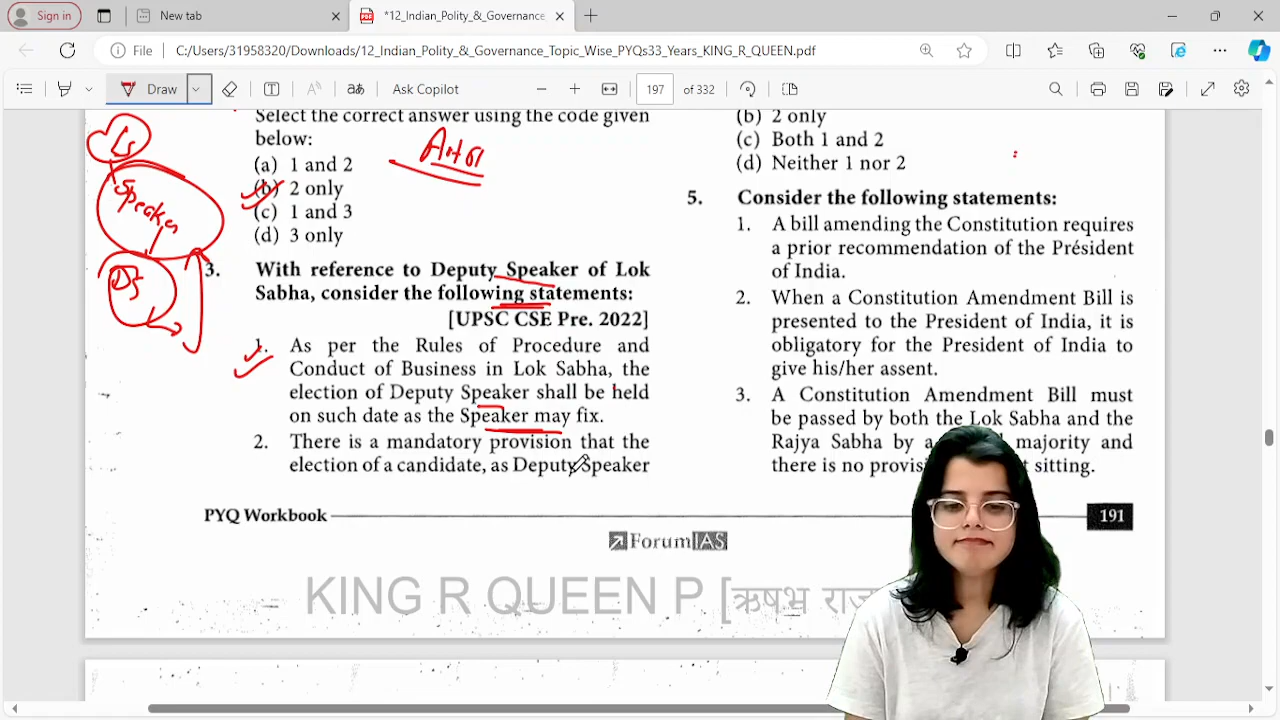 Sign in
New tab
*12_Indian_Polity_&_Governance
File
C:/Users/31958320/Downloads/12_Indian_Polity_&_Governance_Topic_Wise_PYQs33_Years_KING_R_QUEEN.pdf
Draw
Ask Copilot
197 of 332
Select the correct answer using the code given
below:
(a) 1 and 2
(b) 2 only
(c) 1 and 3
(d) 3 only
LS
Speaker
DS
3. With reference to Deputy Speaker of Lok
Sabha, consider the following statements:
[UPSC CSE Pre. 2022]
1. As per the Rules of Procedure and
Conduct of Business in Lok Sabha, the
election of Deputy Speaker shall be held
on such date as the Speaker may fix.
2. There is a mandatory provision that the
election of a candidate, as Deputy Speaker
(b) 2 only
(c) Both 1 and 2
(d) Neither 1 nor 2
5. Consider the following statements:
1. A bill amending the Constitution requires
a prior recommendation of the Président
of India.
2. When a Constitution Amendment Bill is
presented to the President of India, it is
obligatory for the President of India to
give his/her assent.
3. A Constitution Amendment Bill must
be passed by both the Lok Sabha and the
Rajya Sabha by a majority and
there is no sitting.
PYQ Workbook
191
ForumIAS
KING R QUEEN P [ऋषभ